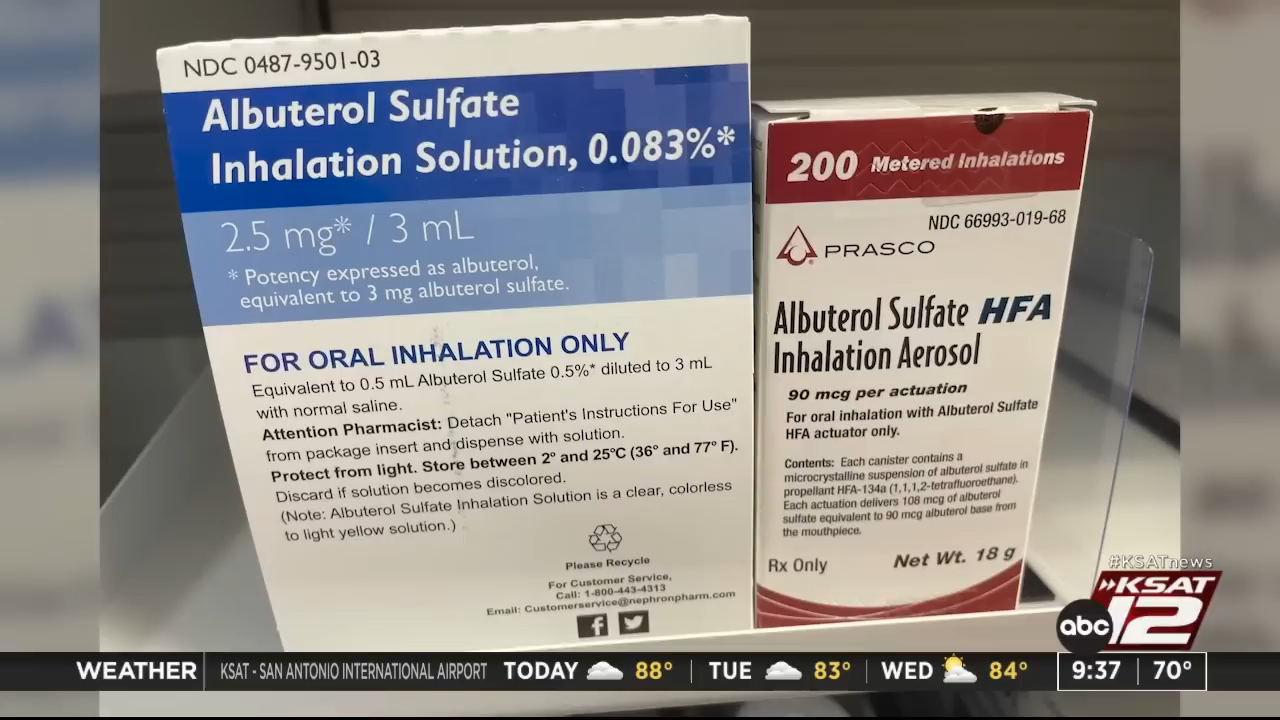 NDC 0487-9501-03
Albuterol Sulfate
Inhalation Solution, 0.083%*
2.5 mg* / 3 mL
* Potency expressed as albuterol,
equivalent to 3 mg albuterol sulfate.
FOR ORAL INHALATION ONLY
Equivalent to 0.5 mL Albuterol Sulfate 0.5%* diluted to 3 mL
with normal saline.
Attention Pharmacist: Detach "Patient's Instructions For Use"
from package insert and dispense with solution.
Protect from light. Store between 2º and 25ºC (36º and 77º F).
Discard if solution becomes discolored.
(Note: Albuterol Sulfate Inhalation Solution is a clear, colorless
to light yellow solution.)
Please Recycle
For Customer Service,
Call: 1-800-443-4313
Email: Customerservice@nephronpharm.com
200 Metered Inhalations
NDC 66993-019-68
PRASCO
Albuterol Sulfate HFA
Inhalation Aerosol
90 mcg per actuation
For oral inhalation with Albuterol Sulfate
HFA actuator only.
Contents: Each canister contains a
microcrystalline suspension of albuterol sulfate in
propellant HFA-134a (1,1,1,2-tetrafluoroethane).
Each actuation delivers 108 mcg of albuterol
sulfate equivalent to 90 mcg albuterol base from
the mouthpiece.
Rx Only
Net Wt. 18 g
#KSATnews
KSAT
abc 12
WEATHER KSAT - SAN ANTONIO INTERNATIONAL AIRPORT TODAY 88° TUE 83° WED 84° 9:37 70°